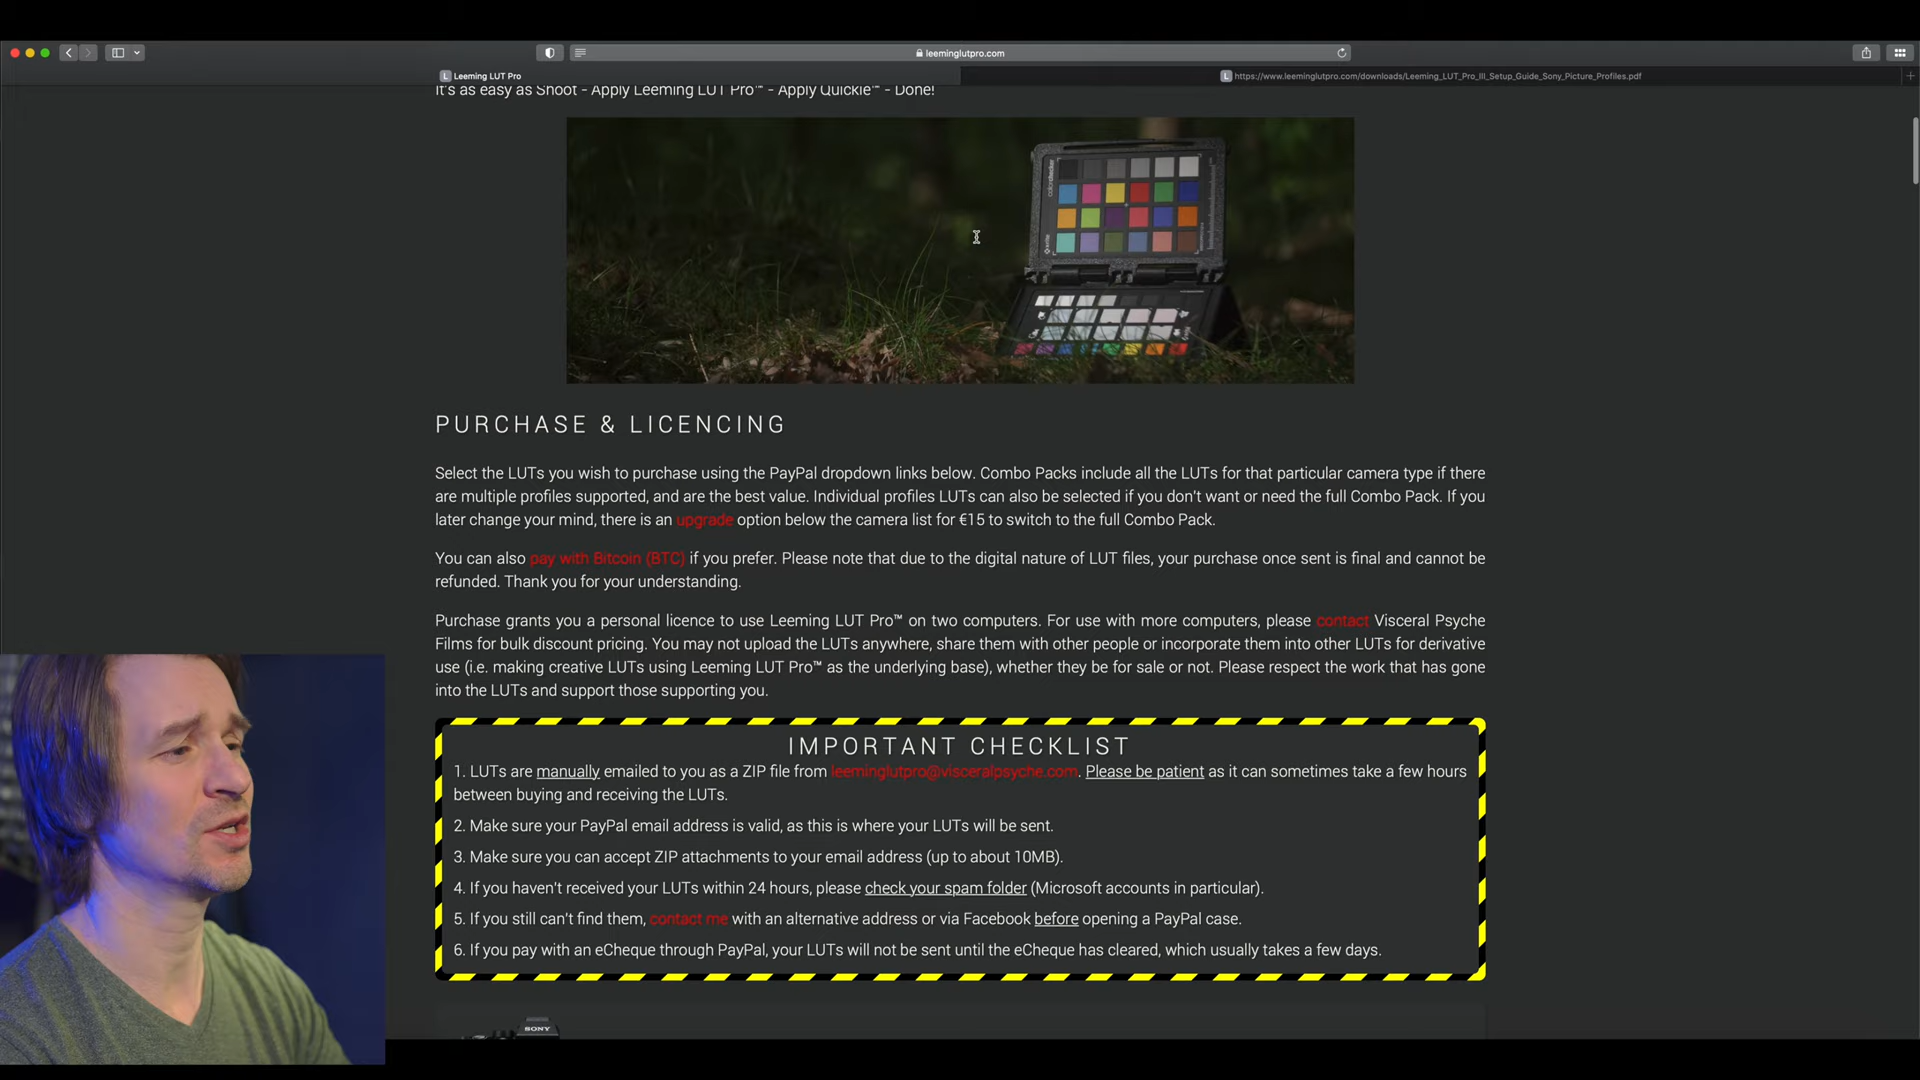 leeminglutpro.com
Leeming LUT Pro
https://www.leeminglutpro.com/downloads/Leeming_LUT_Pro_III_Setup_Guide_Sony_Picture_Profiles.pdf
It's as easy as Shoot - Apply Leeming LUT Pro™ - Apply Quickie™ - Done!
PURCHASE & LICENCING
Select the LUTs you wish to purchase using the PayPal dropdown links below. Combo Packs include all the LUTs for that particular camera type if there
are multiple profiles supported, and are the best value. Individual profiles LUTs can also be selected if you don't want or need the full Combo Pack. If you
later change your mind, there is an upgrade option below the camera list for €15 to switch to the full Combo Pack.
You can also pay with Bitcoin (BTC) if you prefer. Please note that due to the digital nature of LUT files, your purchase once sent is final and cannot be
refunded. Thank you for your understanding.
Purchase grants you a personal licence to use Leeming LUT Pro™ on two computers. For use with more computers, please contact Visceral Psyche
Films for bulk discount pricing. You may not upload the LUTs anywhere, share them with other people or incorporate them into other LUTs for derivative
use (i.e. making creative LUTs using Leeming LUT Pro™ as the underlying base), whether they be for sale or not. Please respect the work that has gone
into the LUTs and support those supporting you.
IMPORTANT CHECKLIST
1. LUTs are manually emailed to you as a ZIP file from leeminglutpro@visceralpsyche.com. Please be patient as it can sometimes take a few hours
between buying and receiving the LUTs.
2. Make sure your PayPal email address is valid, as this is where your LUTs will be sent.
3. Make sure you can accept ZIP attachments to your email address (up to about 10MB).
4. If you haven't received your LUTs within 24 hours, please check your spam folder (Microsoft accounts in particular).
5. If you still can't find them, contact me with an alternative address or via Facebook before opening a PayPal case.
6. If you pay with an eCheque through PayPal, your LUTs will not be sent until the eCheque has cleared, which usually takes a few days.
SONY